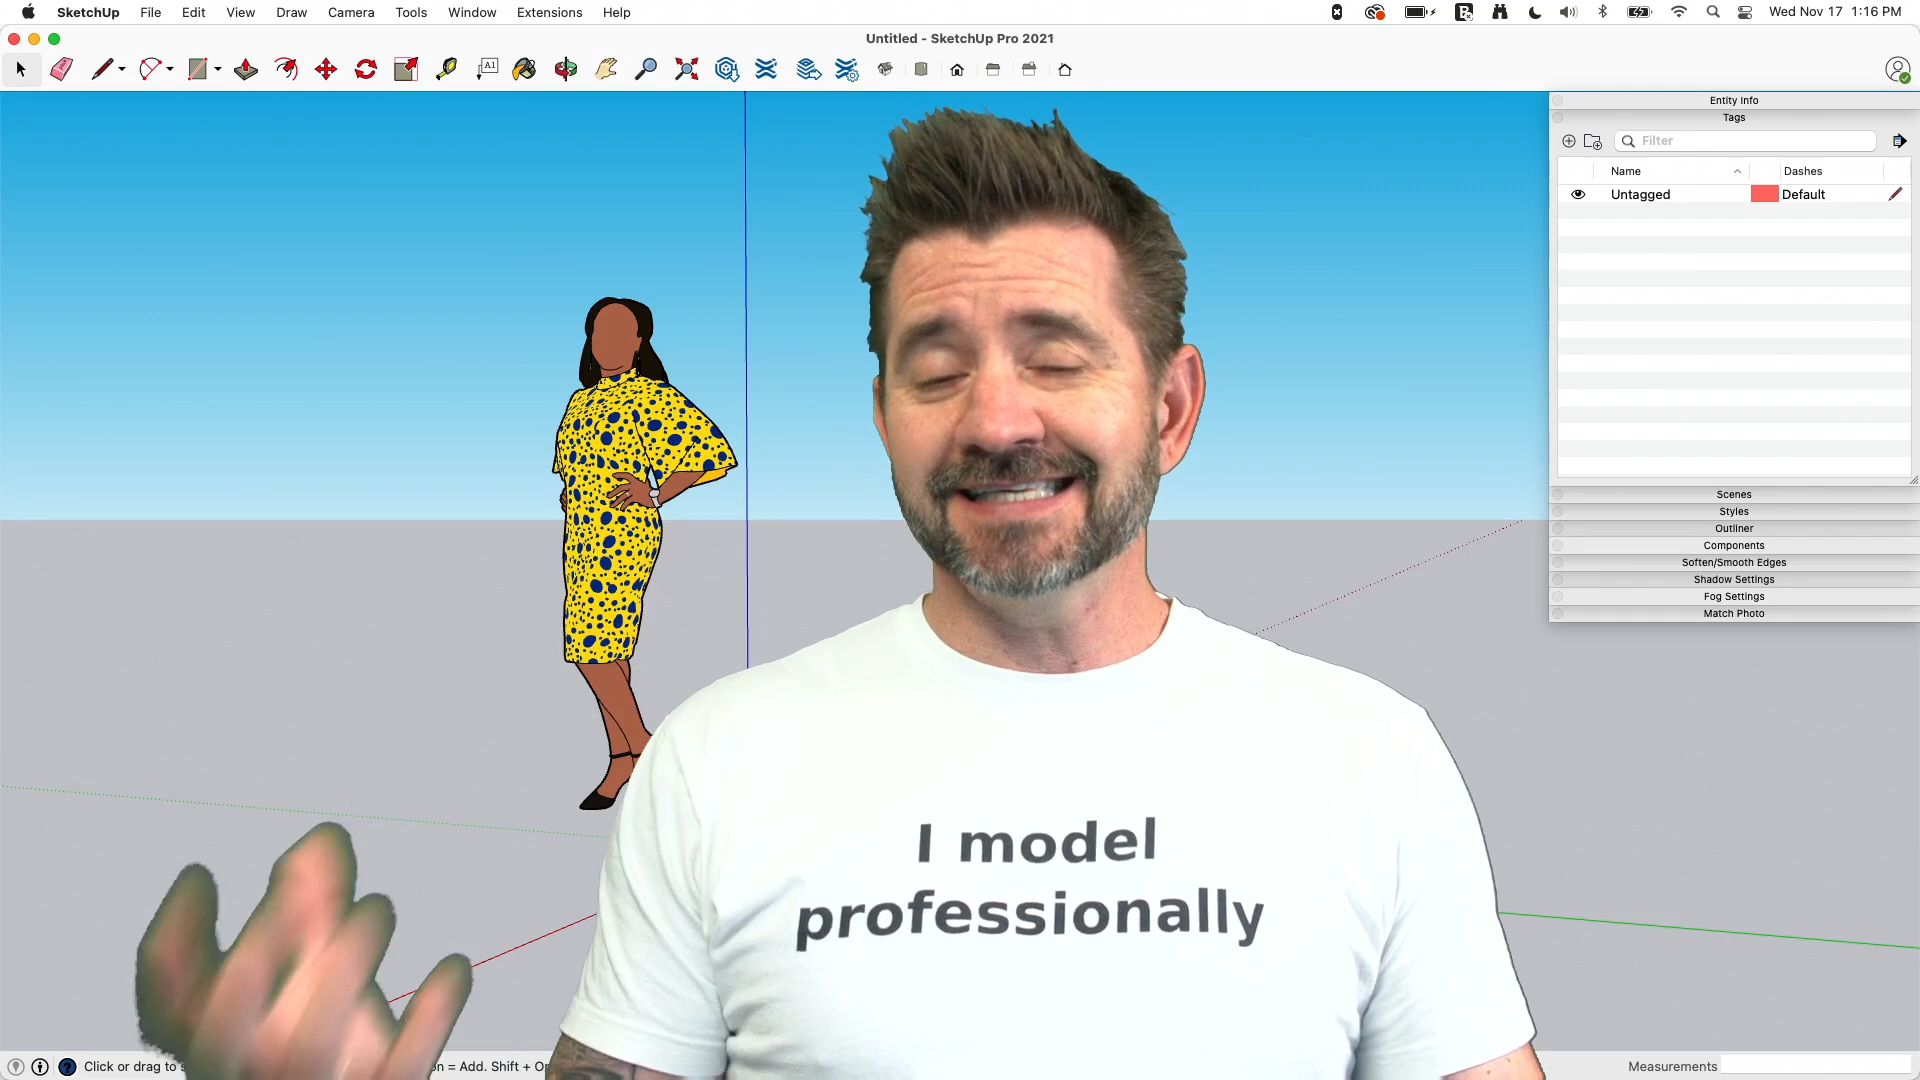 SketchUp File Edit View Draw Camera Tools Window Extensions Help Wed Nov 17 1:16 PM
Untitled - SketchUp Pro 2021
A1
Entity Info
Tags
Filter
Name Dashes
Untagged Default
Scenes
Styles
Outliner
Components
Soften/Smooth Edges
Shadow Settings
Fog Settings
Match Photo
I model
professionally
Click or drag to = Add. Shift +
Measurements